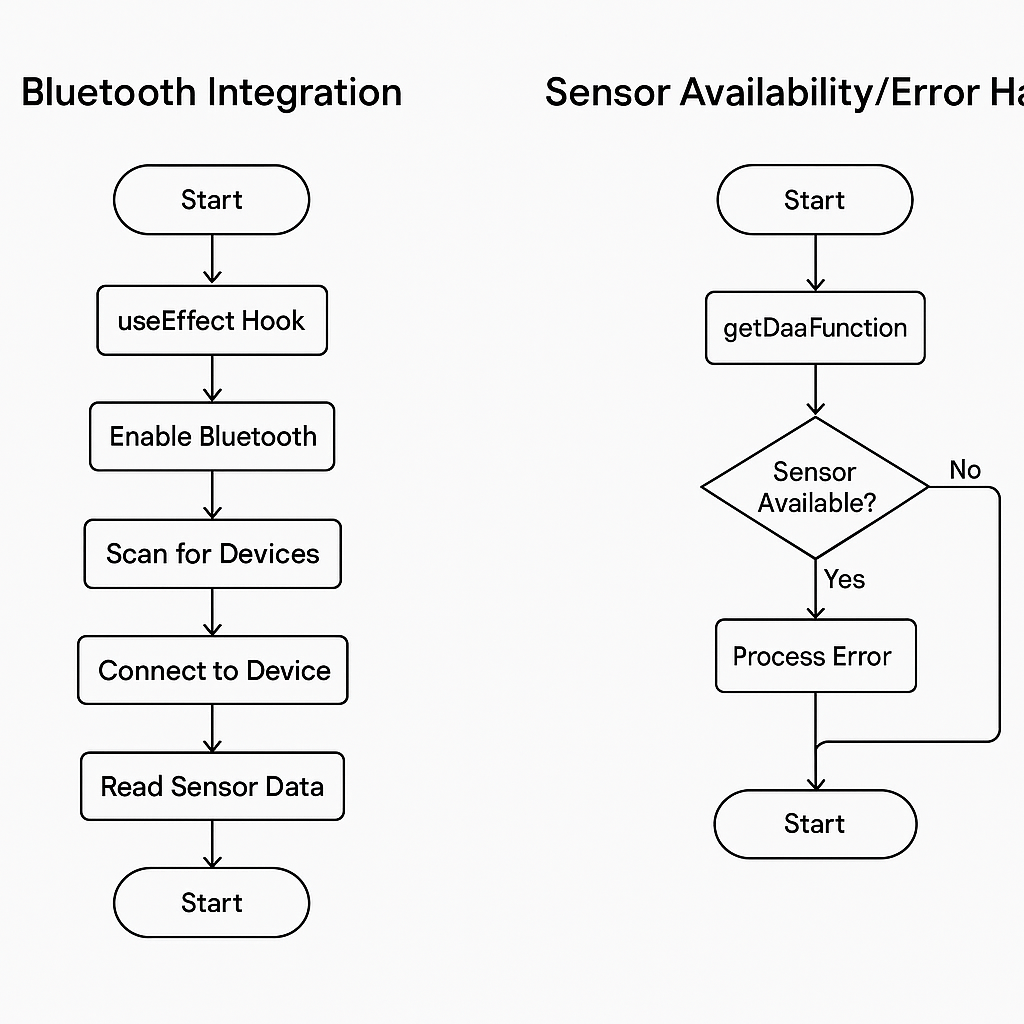 Bluetooth Integration
Start
useEffect Hook
Enable Bluetooth
Scan for Devices
Connect to Device
Read Sensor Data
Start
Sensor Availability/Error Ha
Start
getDaaFunction
Sensor
Available?
No
Yes
Process Error
Start